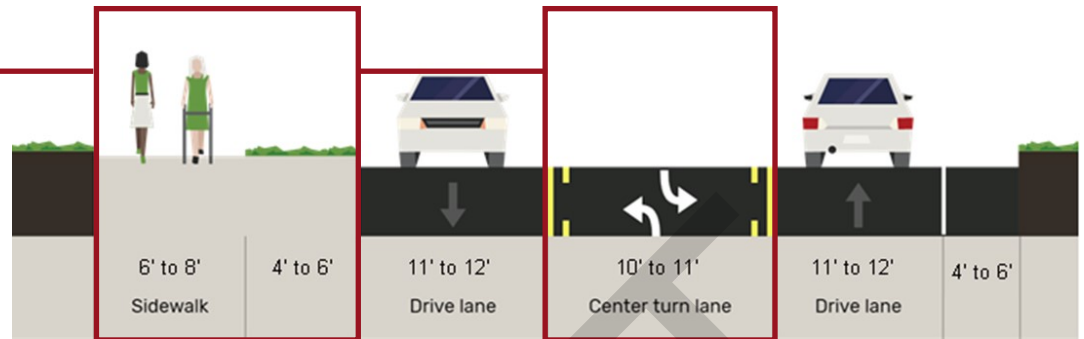 6' to 8'
Sidewalk
4' to 6'
11' to 12'
Drive lane
10' to 11'
Center turn lane
11' to 12'
Drive lane
4' to 6'